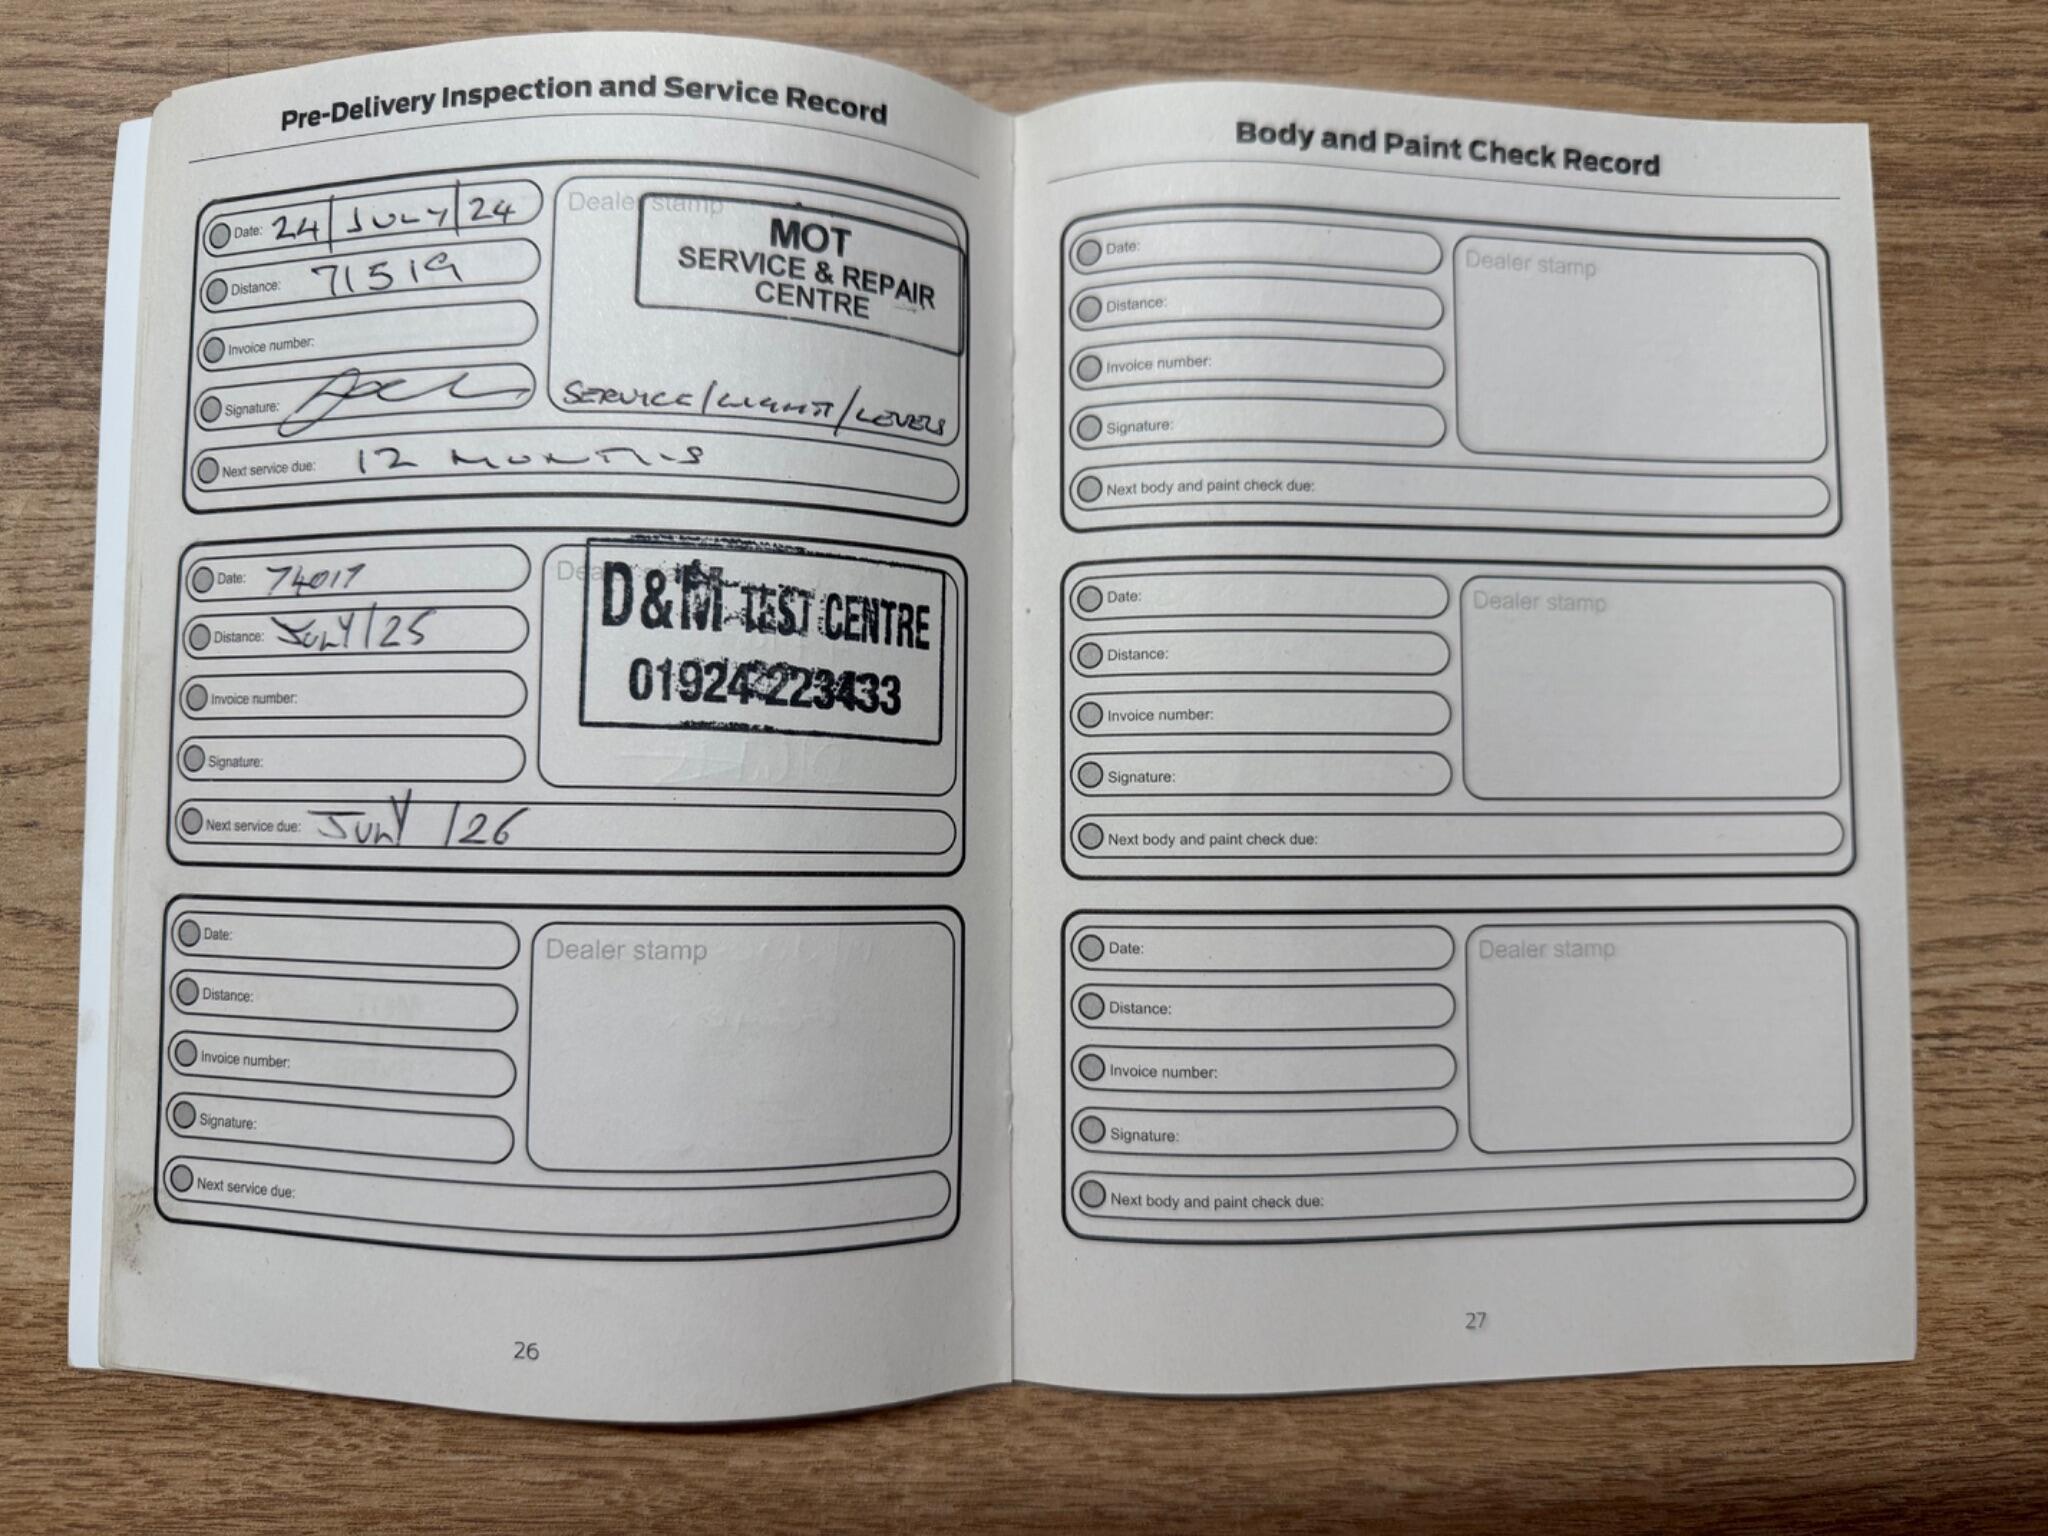 Pre-Delivery Inspection and Service Record
Date: 24/JULY/24
Distance: 71519
Invoice number:
Signature:
Next service due: 12 MONTHS
Dealer stamp
MOT
SERVICE & REPAIR
CENTRE
SERVICE/LIGHT/LEVELS
Date: 74017
Distance: JULY/25
Invoice number:
Signature:
Next service due: JULY/26
Dealer stamp
D&M TEST CENTRE
01924 223433
Date:
Distance:
Invoice number:
Signature:
Next service due:
Dealer stamp
26
Body and Paint Check Record
Date:
Distance:
Invoice number:
Signature:
Next body and paint check due:
Dealer stamp
Date:
Distance:
Invoice number:
Signature:
Next body and paint check due:
Dealer stamp
Date:
Distance:
Invoice number:
Signature:
Next body and paint check due:
Dealer stamp
27